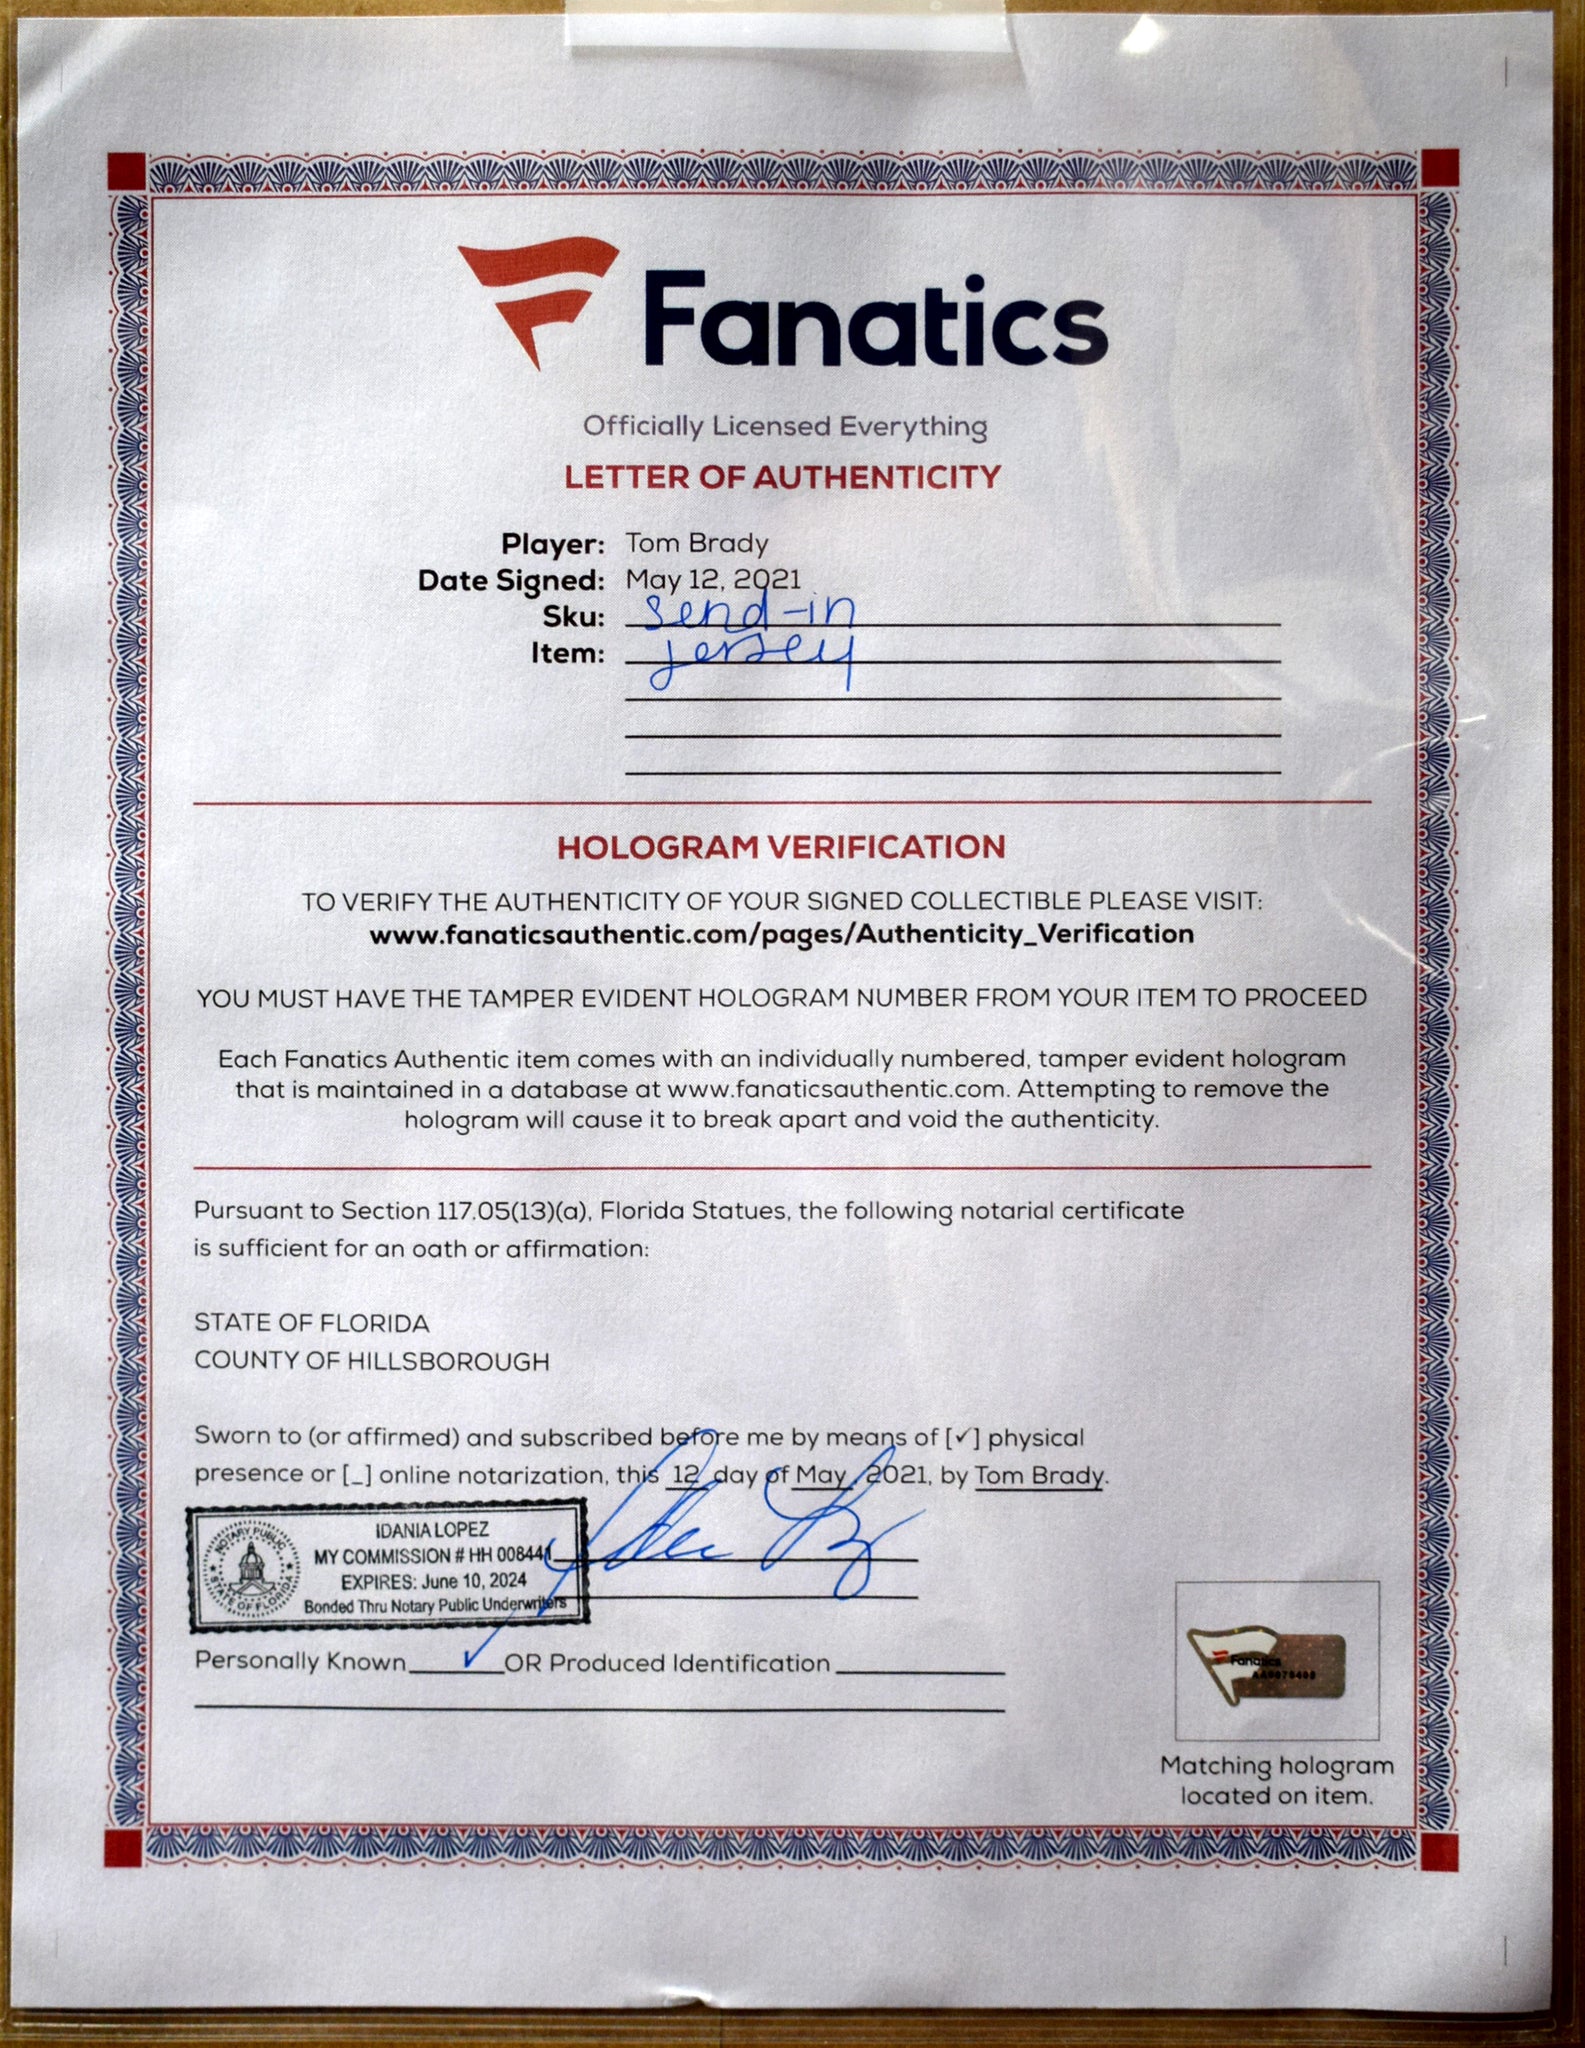 Fanatics
Officially Licensed Everything
LETTER OF AUTHENTICITY
Player: Tom Brady
Date Signed: May 12, 2021
Sku: Send-in
Item: jersey
HOLOGRAM VERIFICATION
TO VERIFY THE AUTHENTICITY OF YOUR SIGNED COLLECTIBLE PLEASE VISIT:
www.fanaticsauthentic.com/pages/Authenticity_Verification
YOU MUST HAVE THE TAMPER EVIDENT HOLOGRAM NUMBER FROM YOUR ITEM TO PROCEED
Each Fanatics Authentic item comes with an individually numbered, tamper evident hologram
that is maintained in a database at www.fanaticsauthentic.com. Attempting to remove the
hologram will cause it to break apart and void the authenticity.
Pursuant to Section 117.05(13)(a), Florida Statues, the following notarial certificate
is sufficient for an oath or affirmation:
STATE OF FLORIDA
COUNTY OF HILLSBOROUGH
Sworn to (or affirmed) and subscribed before me by means of [✓] physical
presence or [_] online notarization, this 12 day of May, 2021, by Tom Brady.
NOTARY PUBLIC
STATE OF FLORIDA
IDANIA LOPEZ
MY COMMISSION # HH 008441
EXPIRES: June 10, 2024
Bonded Thru Notary Public Underwriters
Personally Known ✓ OR Produced Identification
Fanatics
Matching hologram
located on item.